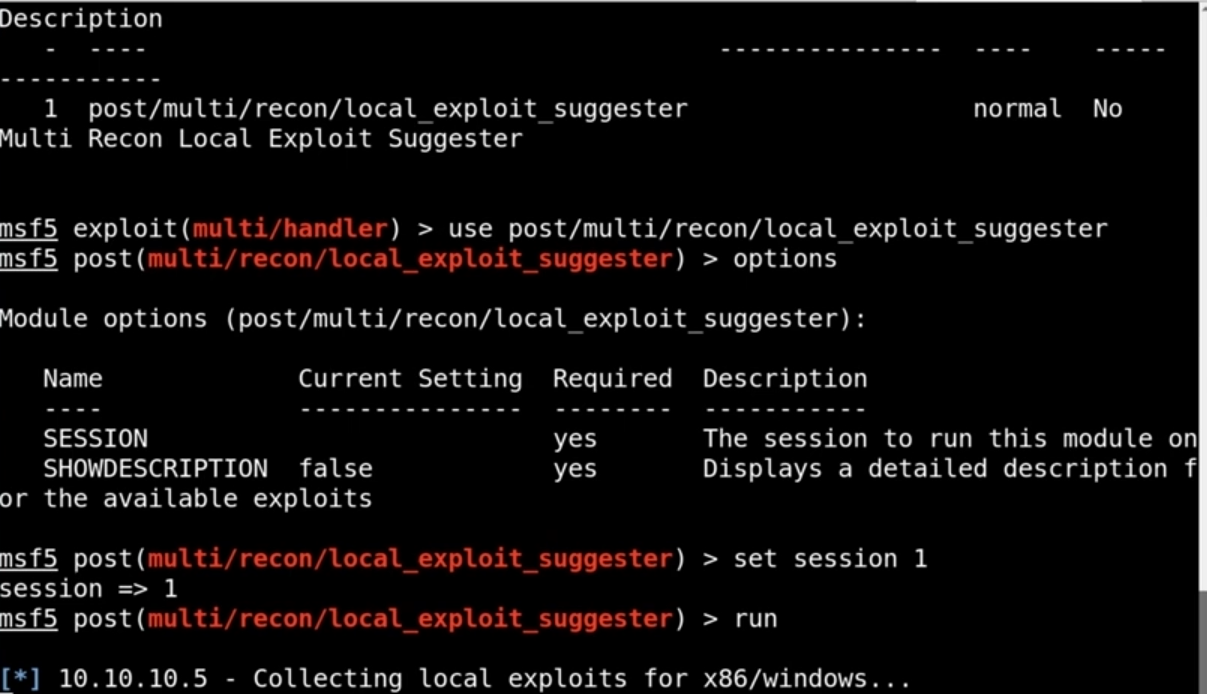 Description
   -  ----                                       ---------------  ----    -----
-----------
   1  post/multi/recon/local_exploit_suggester                   normal  No
Multi Recon Local Exploit Suggester
msf5 exploit(multi/handler) > use post/multi/recon/local_exploit_suggester
msf5 post(multi/recon/local_exploit_suggester) > options
Module options (post/multi/recon/local_exploit_suggester):
   Name             Current Setting  Required  Description
   ----             ---------------  --------  -----------
   SESSION                           yes       The session to run this module on
   SHOWDESCRIPTION  false            yes       Displays a detailed description f
or the available exploits
msf5 post(multi/recon/local_exploit_suggester) > set session 1
session => 1
msf5 post(multi/recon/local_exploit_suggester) > run
[*] 10.10.10.5 - Collecting local exploits for x86/windows...